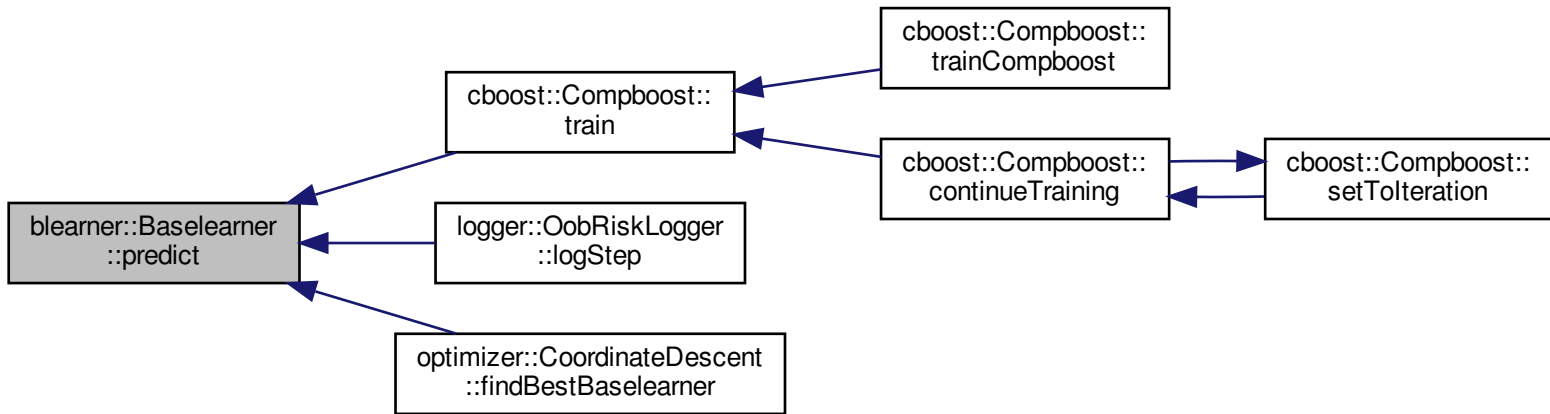 blearner::Baselearner
::predict
cboost::Compboost::
train
logger::OobRiskLogger
::logStep
optimizer::CoordinateDescent
::findBestBaselearner
cboost::Compboost::
trainCompboost
cboost::Compboost::
continueTraining
cboost::Compboost::
setToIteration